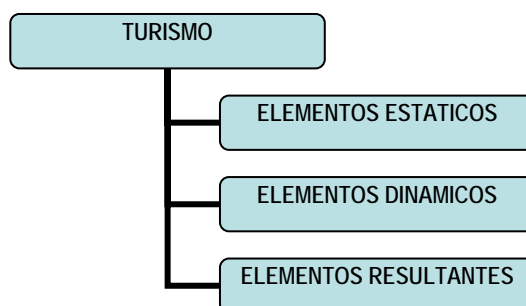 TURISMO
ELEMENTOS ESTATICOS
ELEMENTOS DINAMICOS
ELEMENTOS RESULTANTES